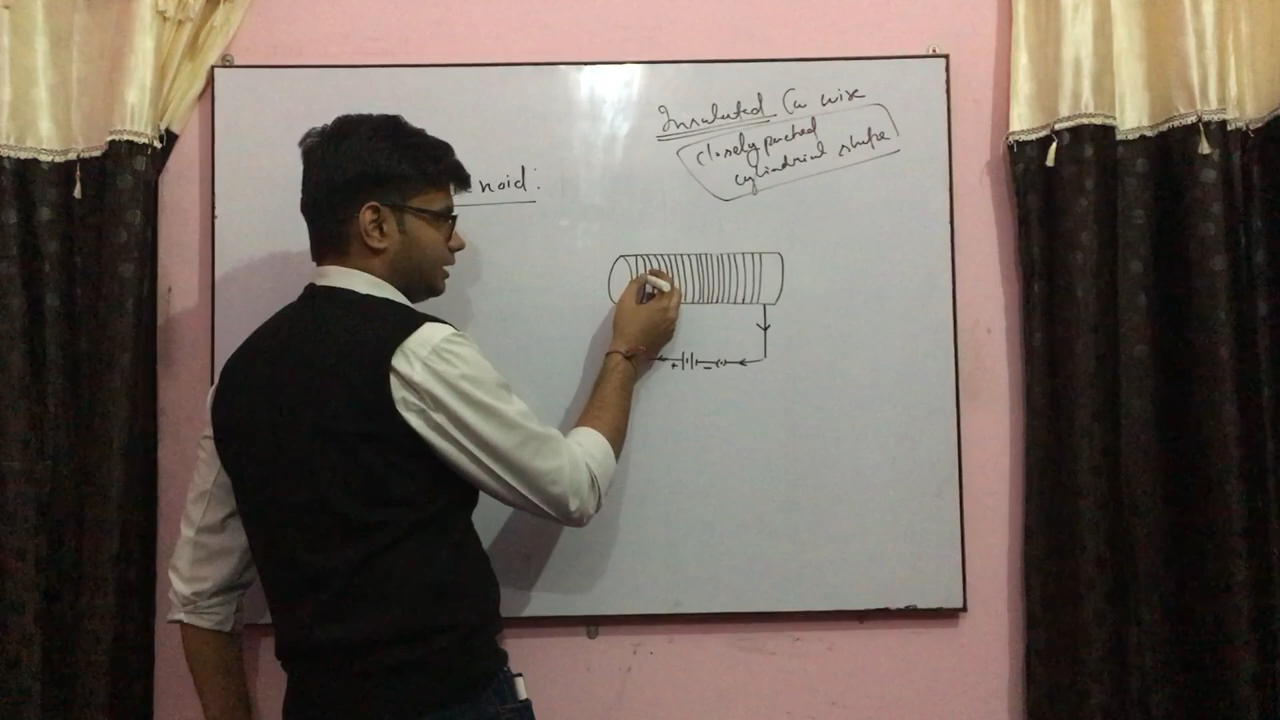 Insulated Cu wire
closely packed
cylindrical shape
noid:
+ -